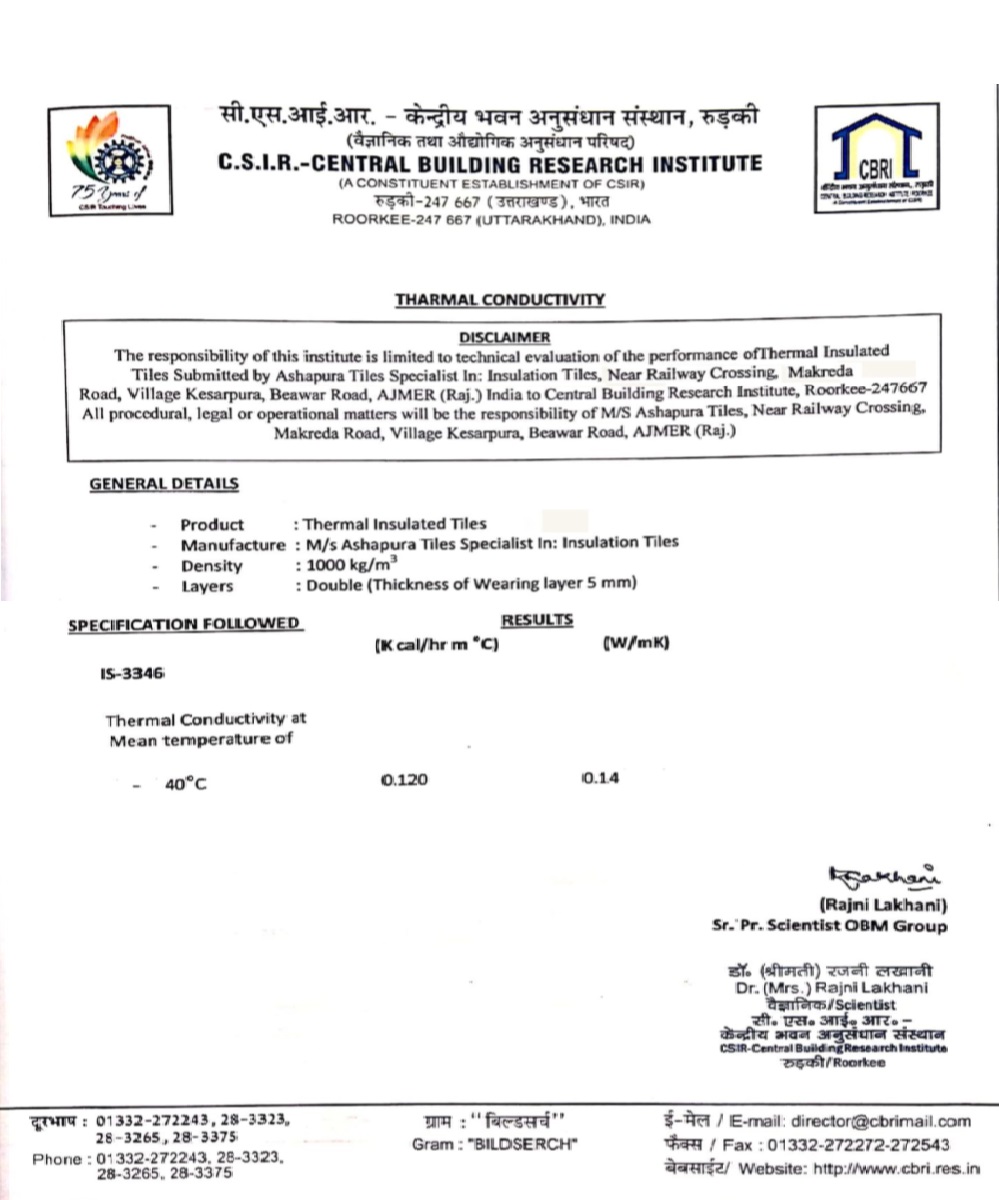 सी.एस.आई.आर. – केन्द्रीय भवन अनुसंधान संस्थान, रुड़की
(वैज्ञानिक तथा औद्योगिक अनुसंधान परिषद)
C.S.I.R.-CENTRAL BUILDING RESEARCH INSTITUTE
(A CONSTITUENT ESTABLISHMENT OF CSIR)
रुड़की-247 667 (उत्तराखण्ड), भारत
ROORKEE-247 667 (UTTARAKHAND), INDIA
75 Years of
CSIR Touching Lives
CBRI
THARMAL CONDUCTIVITY
DISCLAIMER
The responsibility of this institute is limited to technical evaluation of the performance ofThermal Insulated
Tiles Submitted by Ashapura Tiles Specialist In: Insulation Tiles, Near Railway Crossing, Makreda
Road, Village Kesarpura, Beawar Road, AJMER (Raj.) India to Central Building Research Institute, Roorkee-247667
All procedural, legal or operational matters will be the responsibility of M/S Ashapura Tiles, Near Railway Crossing,
Makreda Road, Village Kesarpura, Beawar Road, AJMER (Raj.)
GENERAL DETAILS
- Product : Thermal Insulated Tiles
- Manufacture : M/s Ashapura Tiles Specialist In: Insulation Tiles
- Density : 1000 kg/m³
- Layers : Double (Thickness of Wearing layer 5 mm)
SPECIFICATION FOLLOWED RESULTS
(K cal/hr m °C) (W/mK)
IS-3346
Thermal Conductivity at
Mean temperature of
- 40°C 0.120 0.14
(Rajni Lakhani)
Sr. Pr. Scientist OBM Group
डॉ. (श्रीमती) रजनी लखानी
Dr. (Mrs.) Rajni Lakhani
वैज्ञानिक/Scientist
सी. एस. आई. आर. –
केन्द्रीय भवन अनुसंधान संस्थान
CSIR-Central Building Research Institute
रुड़की/Roorkee
दूरभाष : 01332-272243, 28-3323, ग्राम : "बिल्डसर्च" ई-मेल / E-mail: director@cbrimail.com
28-3265, 28-3375 Gram : "BILDSERCH" फैक्स / Fax : 01332-272272-272543
Phone : 01332-272243, 28-3323, बेबसाईट/ Website: http://www.cbri.res.in
28-3265, 28-3375